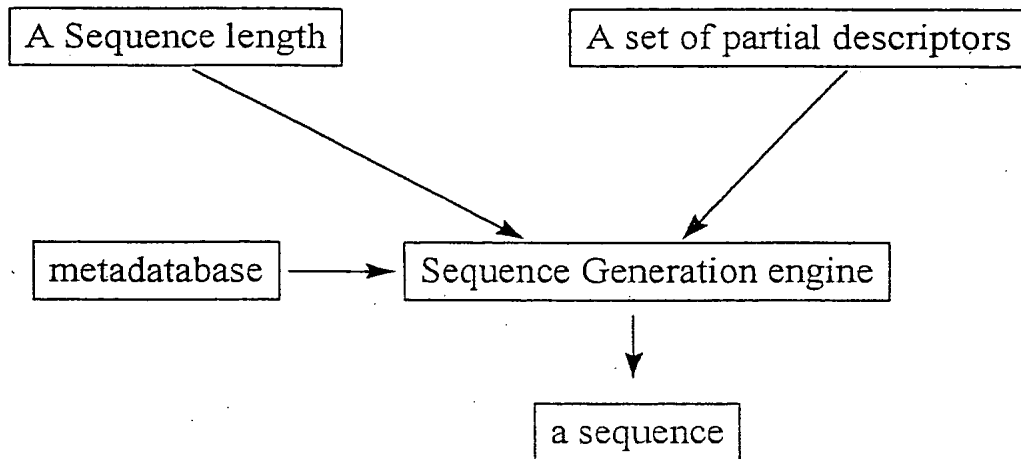 A Sequence length
A set of partial descriptors
metadatabase
Sequence Generation engine
a sequence